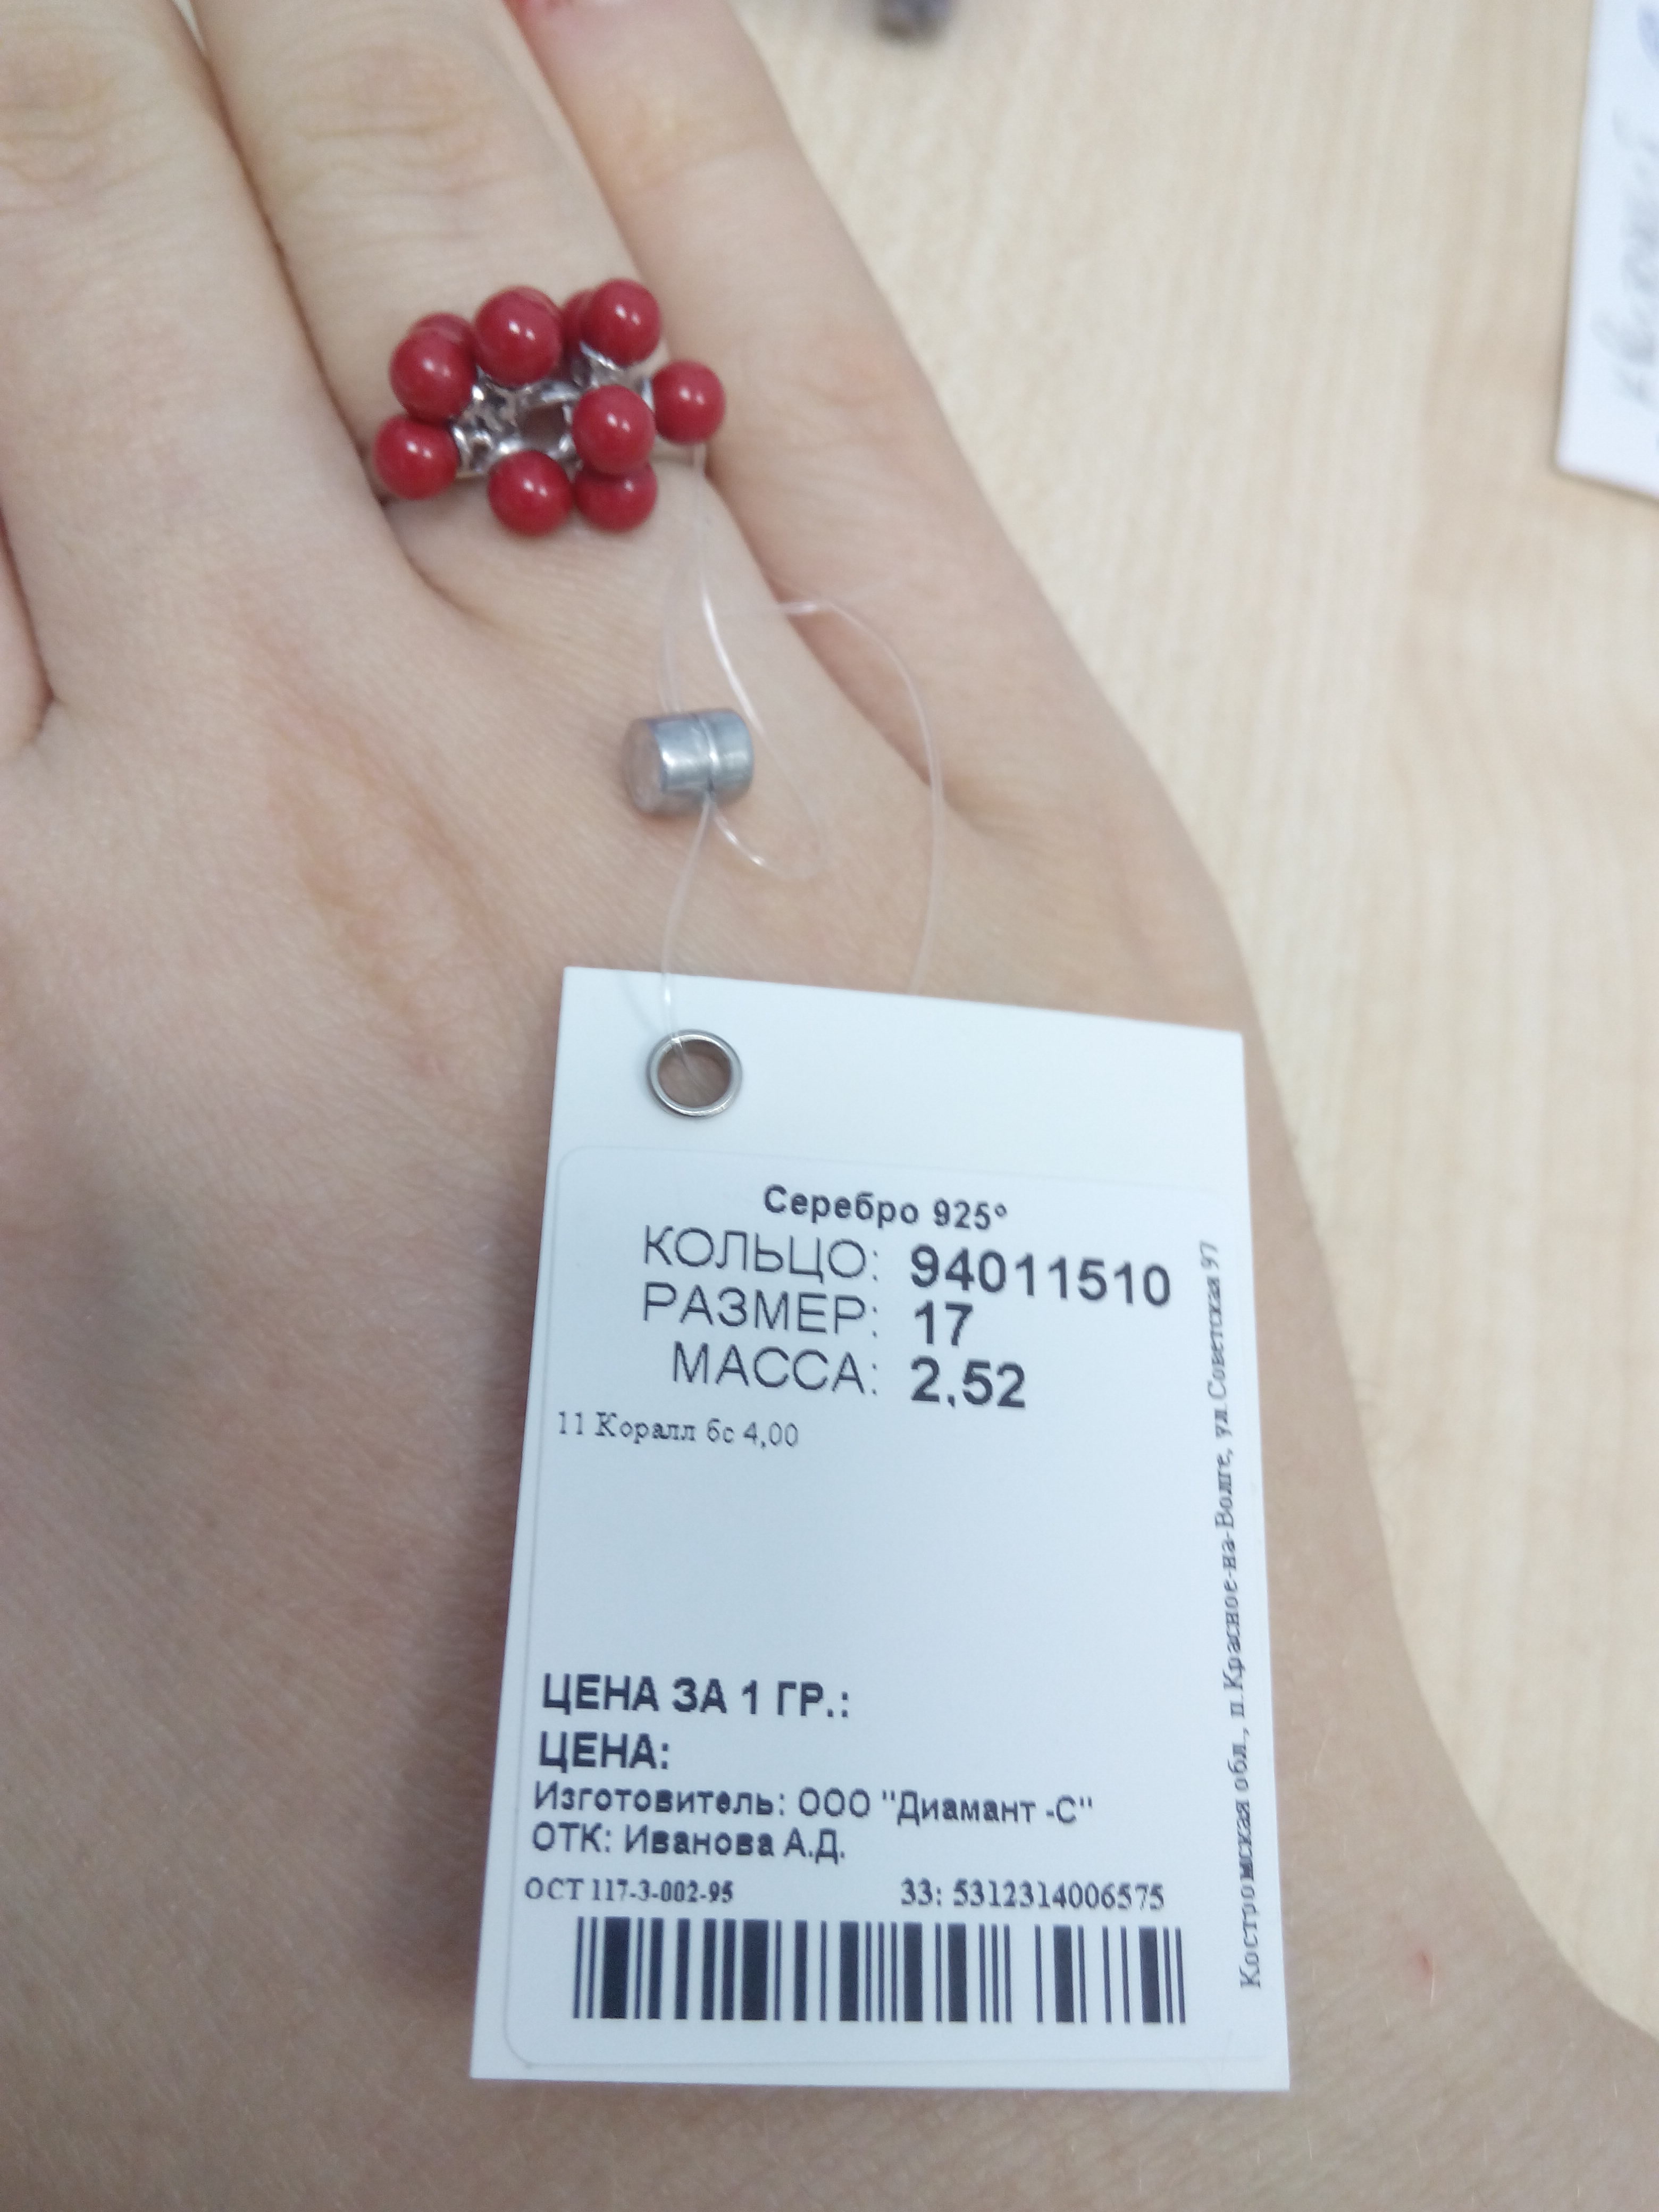 Серебро 925°
КОЛЬЦО: 94011510
РАЗМЕР: 17
МАССА: 2,52
11 Коралл бс 4,00
ЦЕНА ЗА 1 ГР.:
ЦЕНА:
Изготовитель: ООО "Диамант -С"
ОТК: Иванова А.Д.
ОСТ 117-3-002-95 33: 5312314006575
Костромская обл., п.Красное-на-Волге, ул.Советская 97